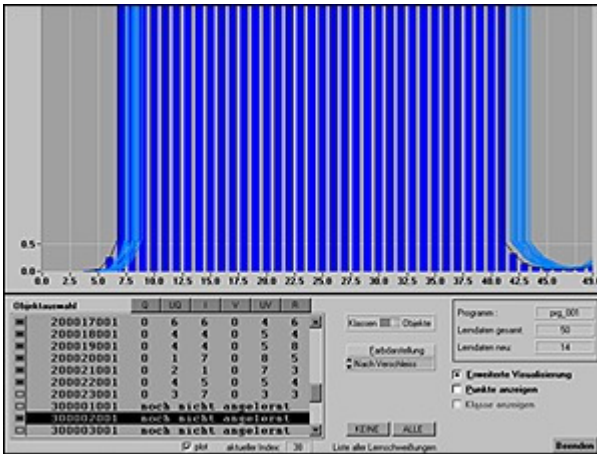 0.5
0.0
2.5 5.0 7.5 10.0 12.5 15.0 17.5 20.0 22.5 25.0 27.5 30.0 32.5 35.0 37.5 40.0 42.5 45.0 49.0
Objektauswahl Q UQ I V UV R
200017001 0 6 6 0 4 6
200018001 0 4 4 0 5 4
200019001 0 4 4 0 5 8
200020001 0 1 7 0 8 5
200021001 0 2 1 0 7 3
200022001 0 4 5 0 5 4
200023001 0 3 7 0 3 7
300001001 noch nicht angelernt
300002001 noch nicht angelernt
300003001 noch nicht angelernt
plot aktueller Index: 30
Klassen Objekte
Farbdarstellung
Nach Verschleiss
KEINE ALLE
Liste aller Lernschweißungen
Programm: prg_001
Lerndaten gesamt: 50
Lerndaten neu: 14
Erweiterte Visualisierung
Punkte anzeigen
Klasse anzeigen
Beenden